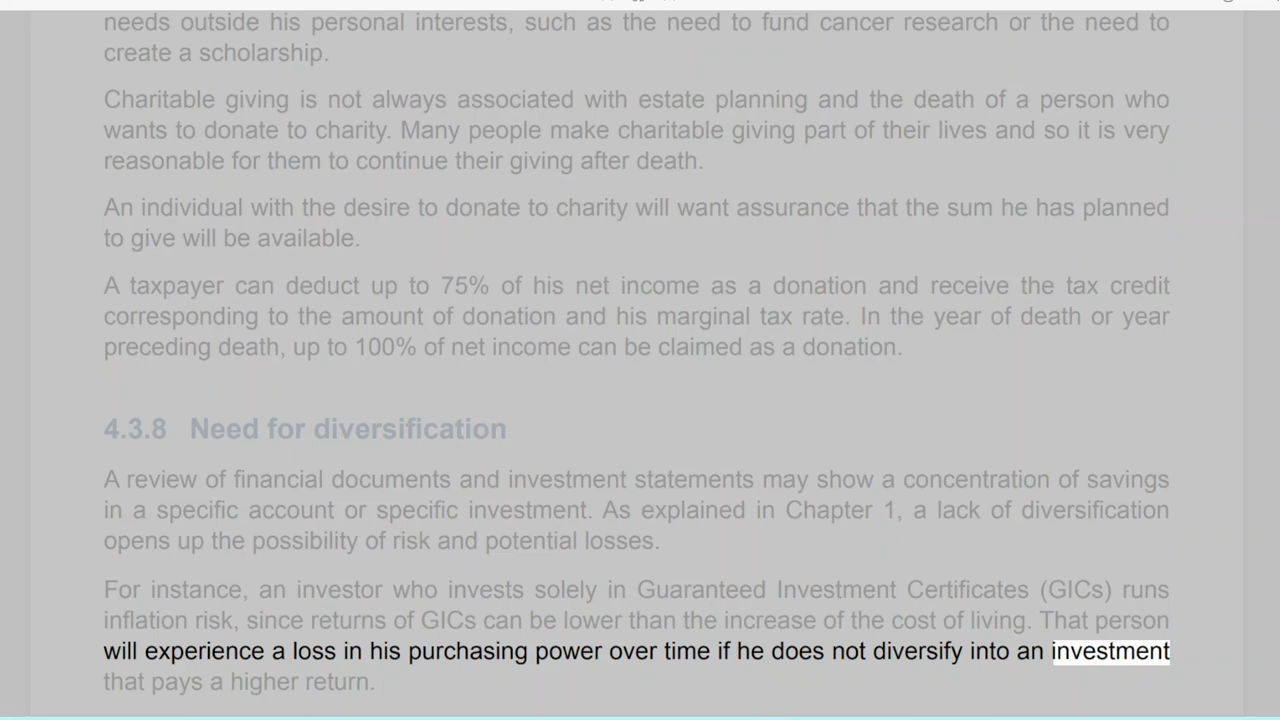 needs outside his personal interests, such as the need to fund cancer research or the need to
create a scholarship.
Charitable giving is not always associated with estate planning and the death of a person who
wants to donate to charity. Many people make charitable giving part of their lives and so it is very
reasonable for them to continue their giving after death.
An individual with the desire to donate to charity will want assurance that the sum he has planned
to give will be available.
A taxpayer can deduct up to 75% of his net income as a donation and receive the tax credit
corresponding to the amount of donation and his marginal tax rate. In the year of death or year
preceding death, up to 100% of net income can be claimed as a donation.
4.3.8 Need for diversification
A review of financial documents and investment statements may show a concentration of savings
in a specific account or specific investment. As explained in Chapter 1, a lack of diversification
opens up the possibility of risk and potential losses.
For instance, an investor who invests solely in Guaranteed Investment Certificates (GICs) runs
inflation risk, since returns of GICs can be lower than the increase of the cost of living. That person
will experience a loss in his purchasing power over time if he does not diversify into an investment
that pays a higher return.